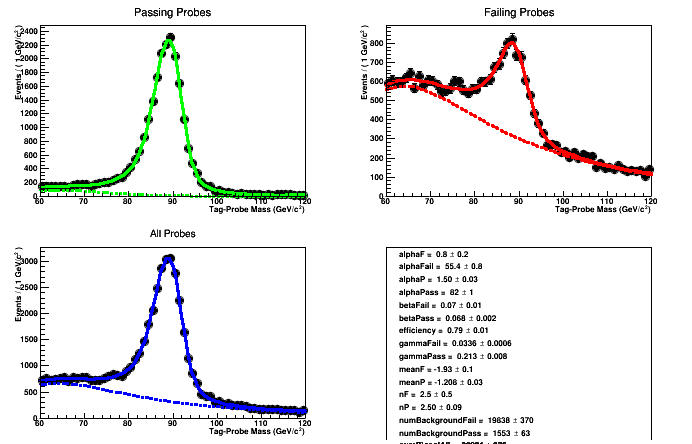 Passing Probes
Events / ( 1 GeV/c² )
2400
2200
2000
1800
1600
1400
1200
1000
800
600
400
200
0
60 70 80 90 100 110 120
Tag-Probe Mass (GeV/c²)
Failing Probes
Events / ( 1 GeV/c² )
800
700
600
500
400
300
200
100
0
60 70 80 90 100 110 120
Tag-Probe Mass (GeV/c²)
All Probes
Events / ( 1 GeV/c² )
3000
2500
2000
1500
1000
500
0
60 70 80 90 100 110 120
Tag-Probe Mass (GeV/c²)
alphaF = 0.8 ± 0.2
alphaFail = 55.4 ± 0.8
alphaP = 1.50 ± 0.03
alphaPass = 82 ± 1
betaFail = 0.07 ± 0.01
betaPass = 0.068 ± 0.002
efficiency = 0.79 ± 0.01
gammaFail = 0.0336 ± 0.0006
gammaPass = 0.213 ± 0.008
meanF = -1.93 ± 0.1
meanP = -1.208 ± 0.03
nF = 2.5 ± 0.5
nP = 2.50 ± 0.09
numBackgroundFail = 19838 ± 370
numBackgroundPass = 1553 ± 63